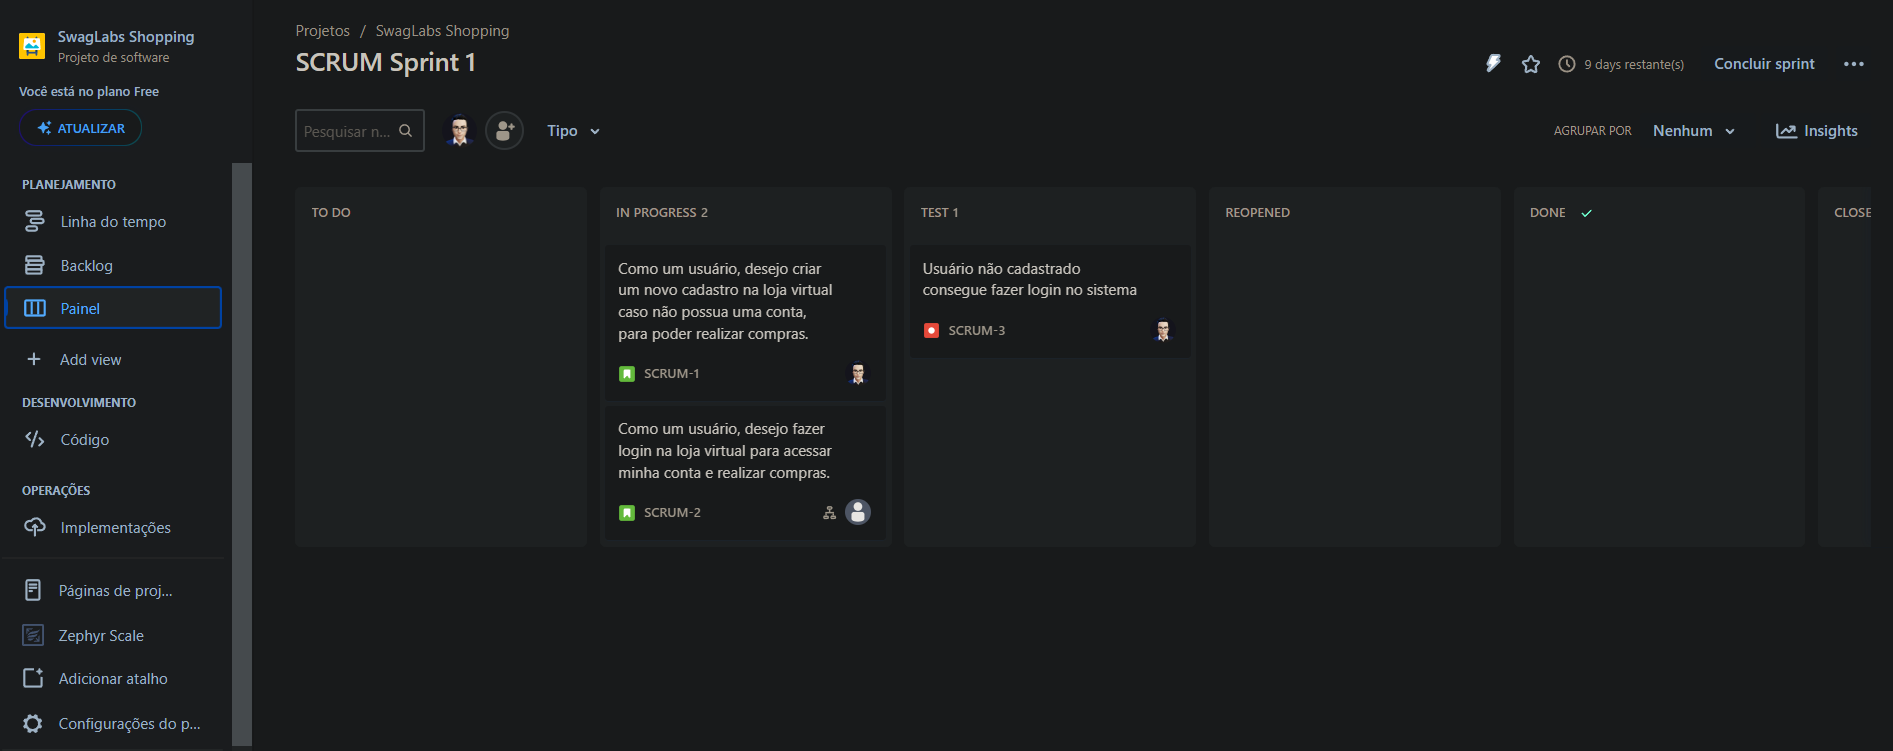 SwagLabs Shopping
Projeto de software
Você está no plano Free
ATUALIZAR
PLANEJAMENTO
Linha do tempo
Backlog
Painel
Add view
DESENVOLVIMENTO
Código
OPERAÇÕES
Implementações
Páginas de proj...
Zephyr Scale
Adicionar atalho
Configurações do p...
Projetos / SwagLabs Shopping
SCRUM Sprint 1
9 days restante(s)
Concluir sprint
Pesquisar n...
Tipo
AGRUPAR POR
Nenhum
Insights
TO DO
IN PROGRESS 2
Como um usuário, desejo criar
um novo cadastro na loja virtual
caso não possua uma conta,
para poder realizar compras.
SCRUM-1
Como um usuário, desejo fazer
login na loja virtual para acessar
minha conta e realizar compras.
SCRUM-2
TEST 1
Usuário não cadastrado
consegue fazer login no sistema
SCRUM-3
REOPENED
DONE
CLOSE